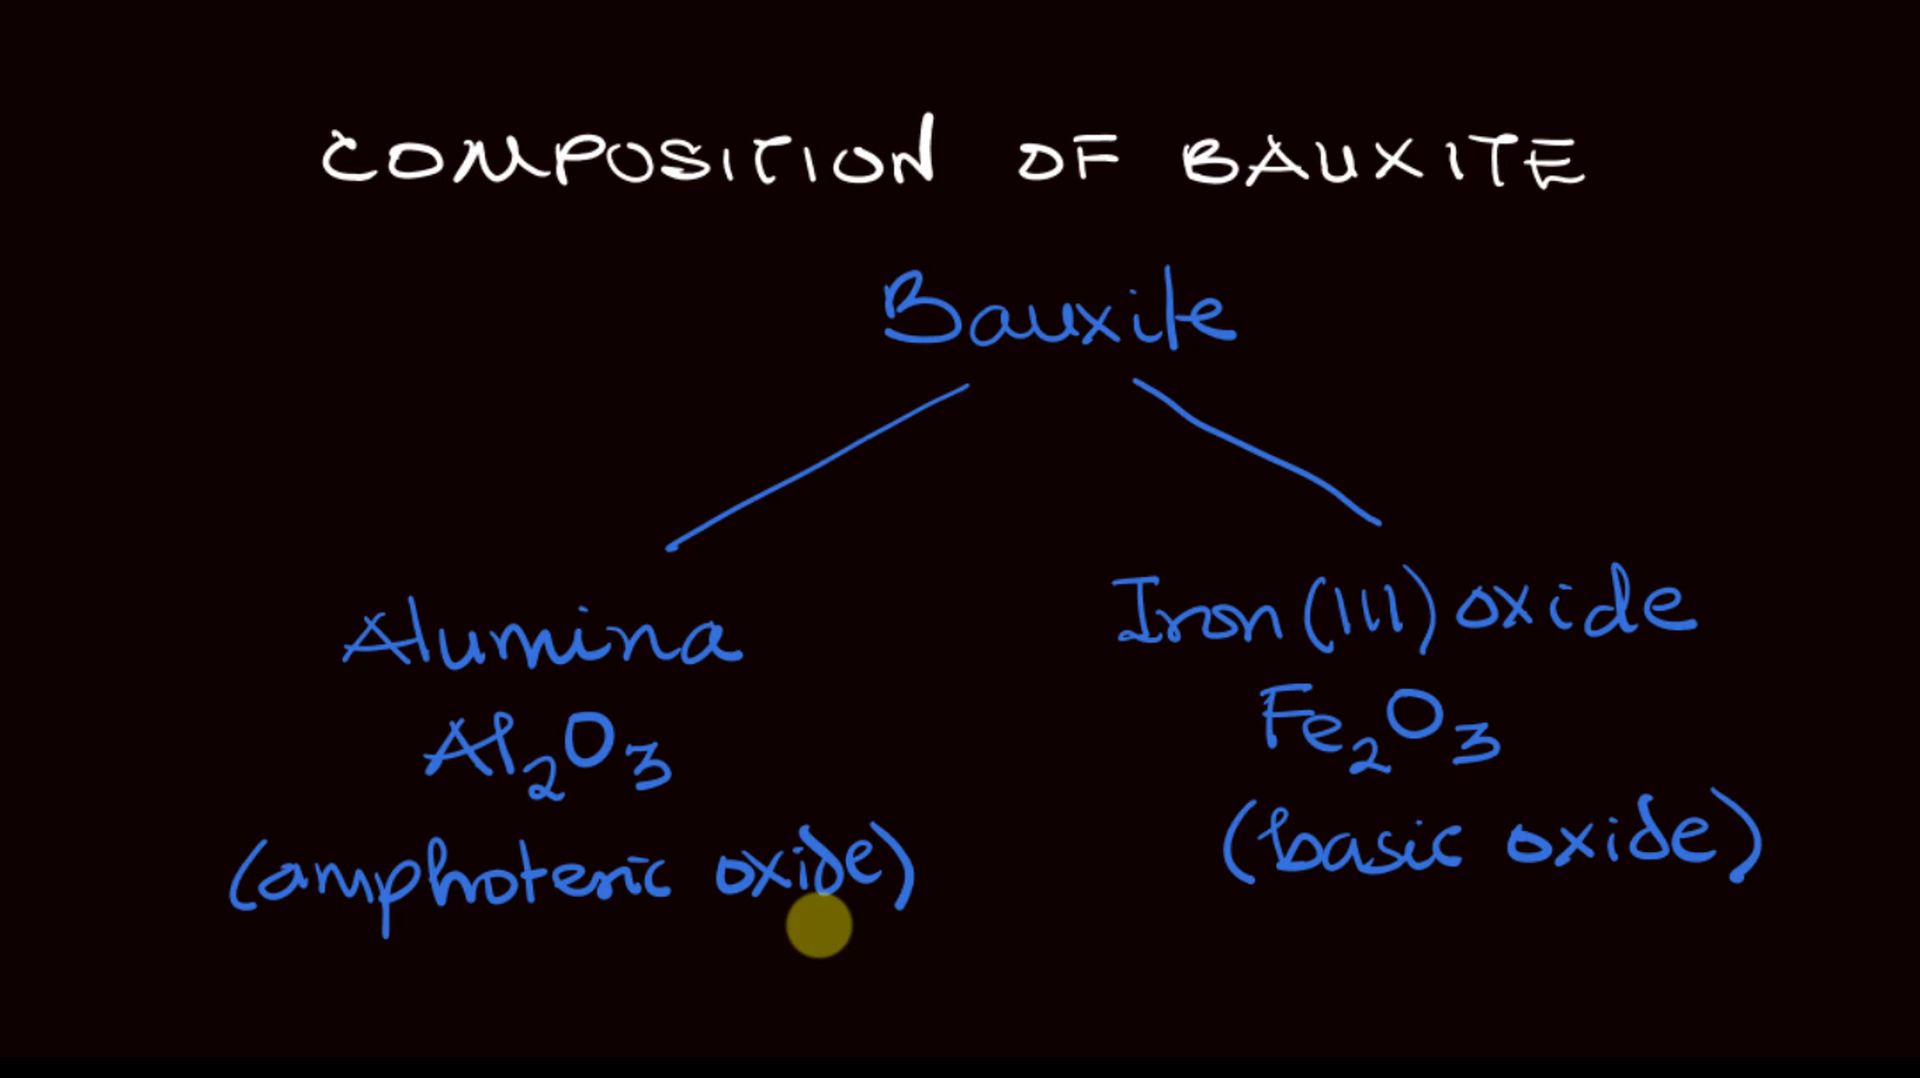 COMPOSITION OF BAUXITE
Bauxite
Alumina
Al₂O₃
(amphoteric oxide)
Iron (III) oxide
Fe₂O₃
(basic oxide)